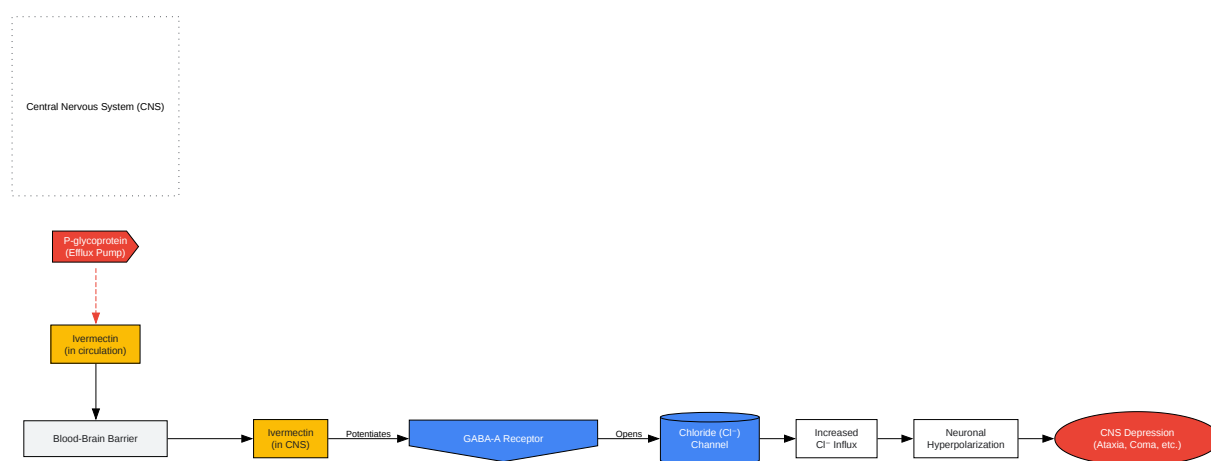 Central Nervous System (CNS)
P-glycoprotein
(Efflux Pump)
Ivermectin
(in circulation)
Blood-Brain Barrier
Ivermectin
(in CNS)
Potentiates
GABA-A Receptor
Opens
Chloride (Cl⁻)
Channel
Increased
Cl⁻ Influx
Neuronal
Hyperpolarization
CNS Depression
(Ataxia, Coma, etc.)